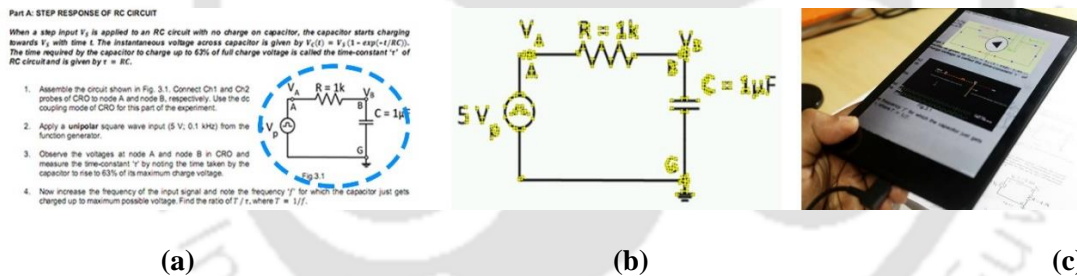 Part A: STEP RESPONSE OF RC CIRCUIT
When a step input V_S is applied to an RC circuit with no charge on capacitor, the capacitor starts charging
towards V_S with time t. The instantaneous voltage across capacitor is given by V_C(t) = V_S(1 - exp(-t/RC)).
The time required by the capacitor to charge up to 63% of full charge voltage is called the time-constant 'τ' of
RC circuit and is given by τ = RC.
1. Assemble the circuit shown in Fig. 3.1. Connect Ch1 and Ch2
probes of CRO to node A and node B, respectively. Use the dc
coupling mode of CRO for this part of the experiment.
2. Apply a unipolar square wave input (5 V; 0.1 kHz) from the
function generator.
3. Observe the voltages at node A and node B in CRO and
measure the time-constant 'τ' by noting the time taken by the
capacitor to rise to 63% of its maximum charge voltage.
4. Now increase the frequency of the input signal and note the frequency 'f' for which the capacitor just gets
charged up to maximum possible voltage. Find the ratio of T / τ, where T = 1/f.
V_A R = 1k V_B
A B
C = 1μF
V_p
G
Fig 3.1
V_A R = 1k V_B
A B
C = 1μF
5 V_p
G
(a) (b) (c)